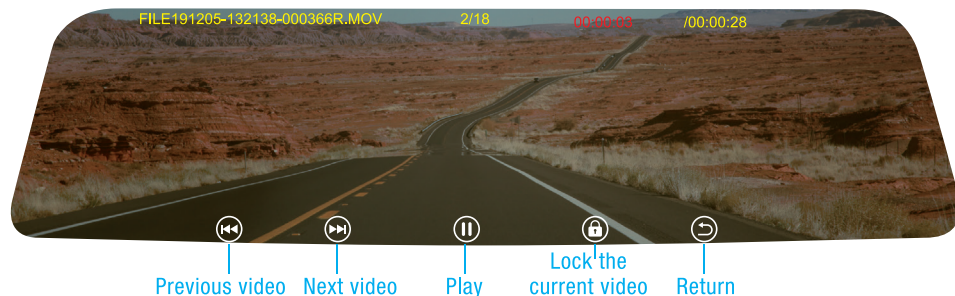 FILE191205-132138-000366R.MOV 2/18 00:00:03 /00:00:28
Previous video Next video Play Lock the current video Return